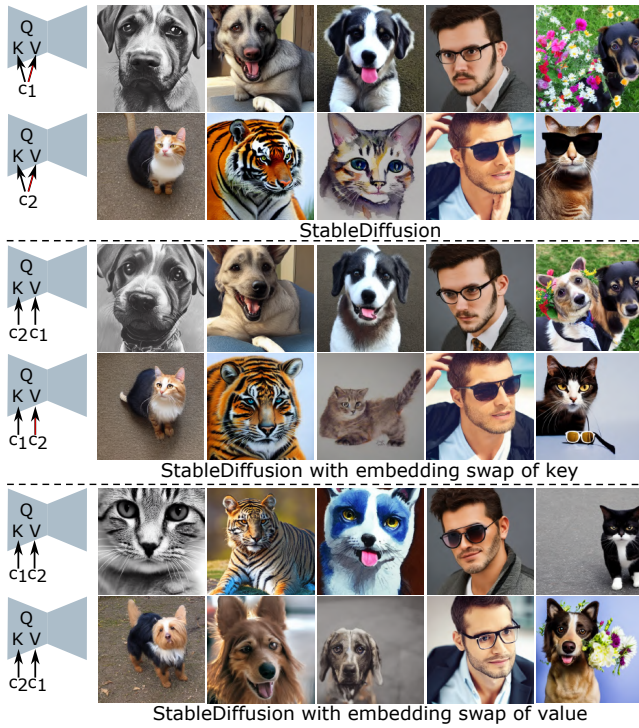 Q
K V
c1
Q
K V
c2
StableDiffusion
Q
K V
c2 c1
Q
K V
c1 c2
StableDiffusion with embedding swap of key
Q
K V
c1 c2
Q
K V
c2 c1
StableDiffusion with embedding swap of value